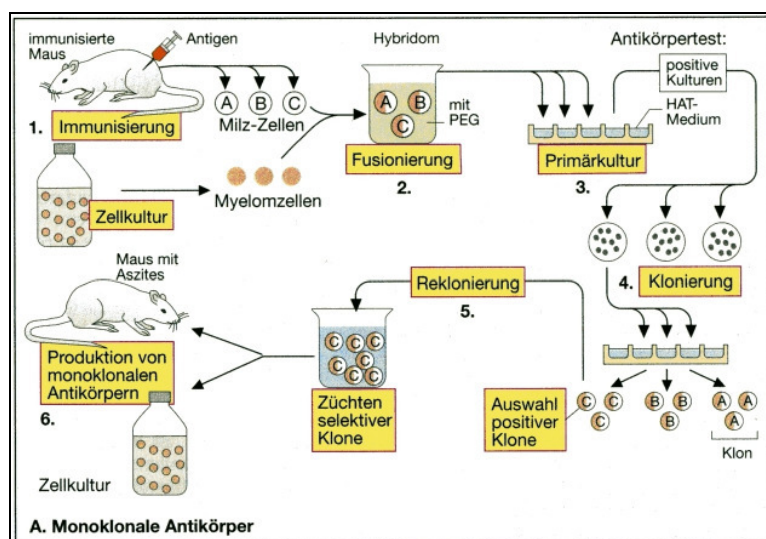 immunisierte
Maus
Antigen
A B C
Milz-Zellen
1. Immunisierung
Zellkultur
Myelomzellen
Hybridom
A B
C
mit
PEG
Fusionierung
2.
Antikörpertest:
positive
Kulturen
HAT-
Medium
Primärkultur
3.
4. Klonierung
C C
C
B B
B
A A
A
Klon
Auswahl
positiver
Klone
Reklonierung
5.
C C C
C C
C C
Züchten
selektiver
Klone
Maus mit
Aszites
Produktion von
monoklonalen
Antikörpern
6.
Zellkultur
A. Monoklonale Antikörper